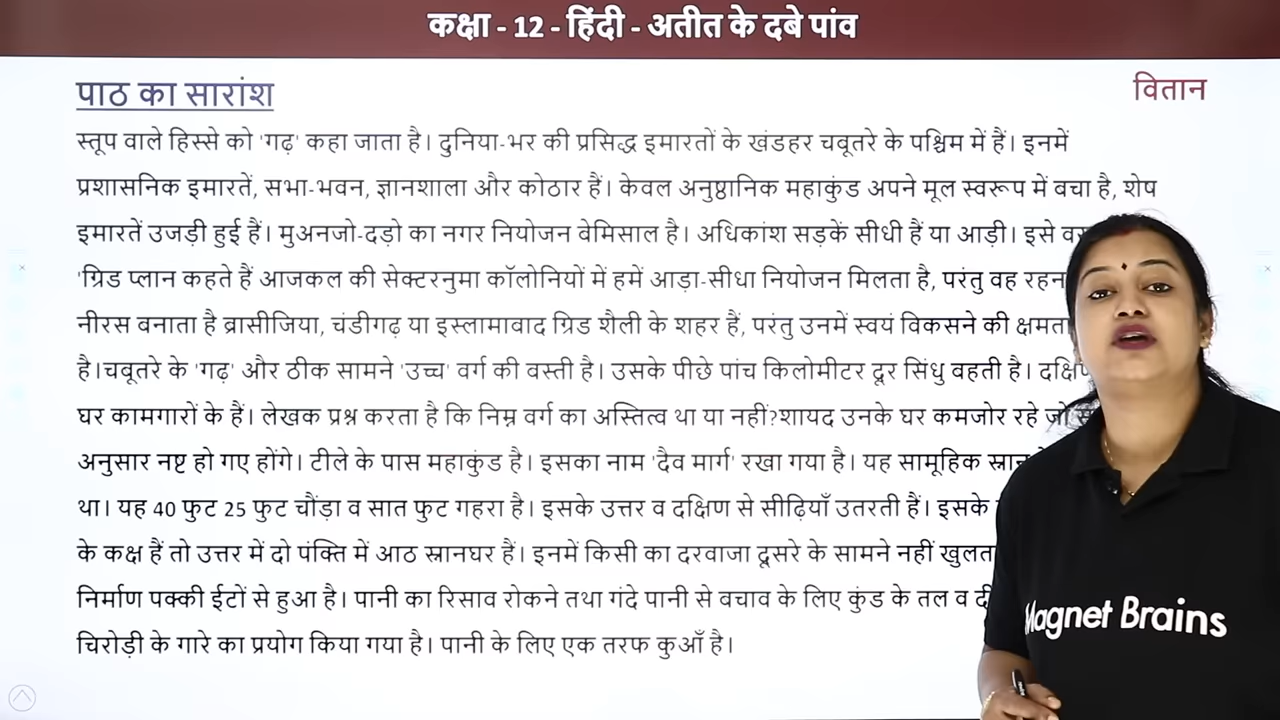 कक्षा - 12 - हिंदी - अतीत के दबे पांव
पाठ का सारांश
वितान
स्तूप वाले हिस्से को 'गढ़' कहा जाता है। दुनिया-भर की प्रसिद्ध इमारतों के खंडहर चबूतरे के पश्चिम में हैं। इनमें
प्रशासनिक इमारतें, सभा-भवन, ज्ञानशाला और कोठार हैं। केवल अनुष्ठानिक महाकुंड अपने मूल स्वरूप में बचा है, शेष
इमारतें उजड़ी हुई हैं। मुअनजो-दड़ो का नगर नियोजन बेमिसाल है। अधिकांश सड़कें सीधी हैं या आड़ी। इसे
'ग्रिड प्लान कहते हैं आजकल की सेक्टरनुमा कॉलोनियों में हमें आड़ा-सीधा नियोजन मिलता है, परंतु वह
नीरस बनाता है ब्रासीजिया, चंडीगढ़ या इस्लामाबाद ग्रिड शैली के शहर हैं, परंतु उनमें स्वयं विकसने की क्षमता
है।चबूतरे के 'गढ़' और ठीक सामने 'उच्च' वर्ग की बस्ती है। उसके पीछे पांच किलोमीटर दूर सिंधु बहती है।
घर कामगारों के हैं। लेखक प्रश्न करता है कि निम्न वर्ग का अस्तित्व था या नहीं?शायद उनके घर कमजोर रहे
अनुसार नष्ट हो गए होंगे। टीले के पास महाकुंड है। इसका नाम 'दैव मार्ग' रखा गया है। यह सामूहिक स्नान
था। यह 40 फुट 25 फुट चौंड़ा व सात फुट गहरा है। इसके उत्तर व दक्षिण से सीढ़ियाँ उतरती हैं। इसके
के कक्ष हैं तो उत्तर में दो पंक्ति में आठ स्नानघर हैं। इनमें किसी का दरवाजा दूसरे के सामने नहीं
निर्माण पक्की ईटों से हुआ है। पानी का रिसाव रोकने तथा गंदे पानी से बचाव के लिए कुंड के तल व
चिरोड़ी के गारे का प्रयोग किया गया है। पानी के लिए एक तरफ कुआँ है।
Magnet Brains